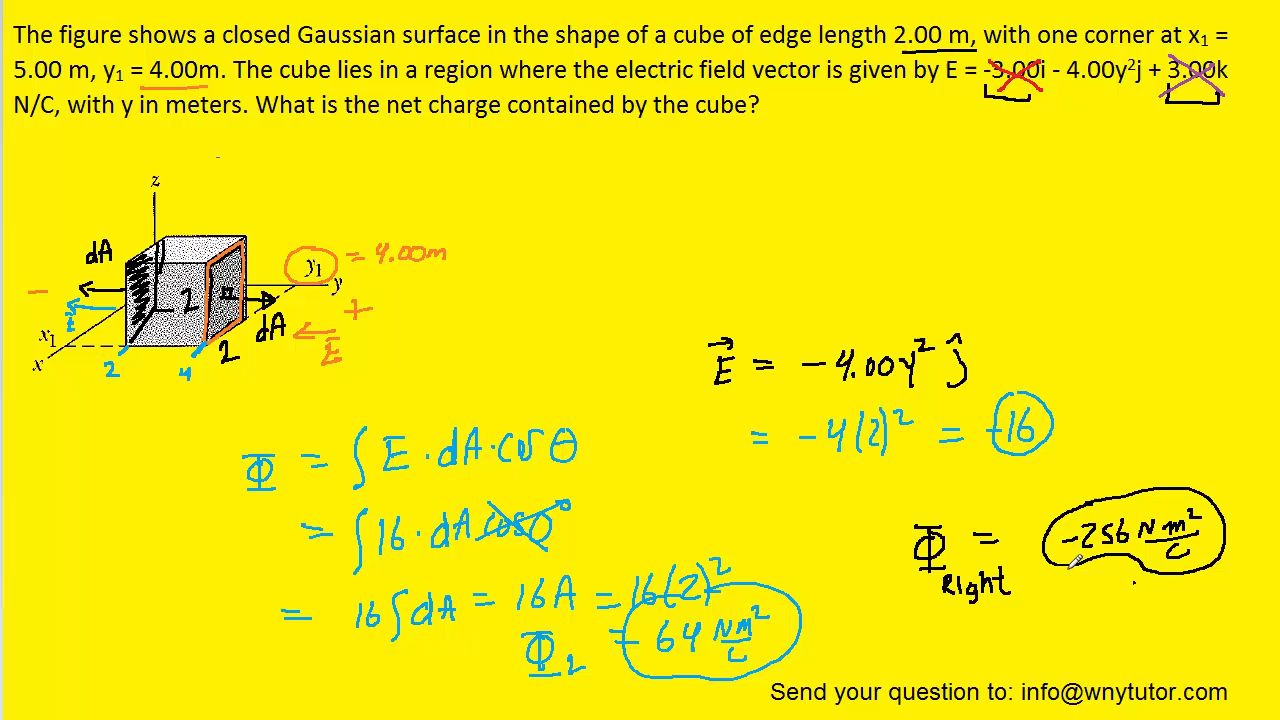 The figure shows a closed Gaussian surface in the shape of a cube of edge length 2.00 m, with one corner at x₁ =
5.00 m, y₁ = 4.00m. The cube lies in a region where the electric field vector is given by E = -3.00i - 4.00y²j + 3.00k
N/C, with y in meters. What is the net charge contained by the cube?
z
dA
y₁ = 4.00m
y
−
E
2
2
dA
+
E
x₁
x
2
4
E = -4.00y² ĵ
= -4(2)² = -16
Φ = ∫ E · dA · cos θ
= ∫ 16 · dA cos 0°
= 16 ∫ dA = 16A = 16(2)²
Φ₂ = 64 Nm²/C
Φ Right = -256 Nm²/C
Send your question to: info@wnytutor.com